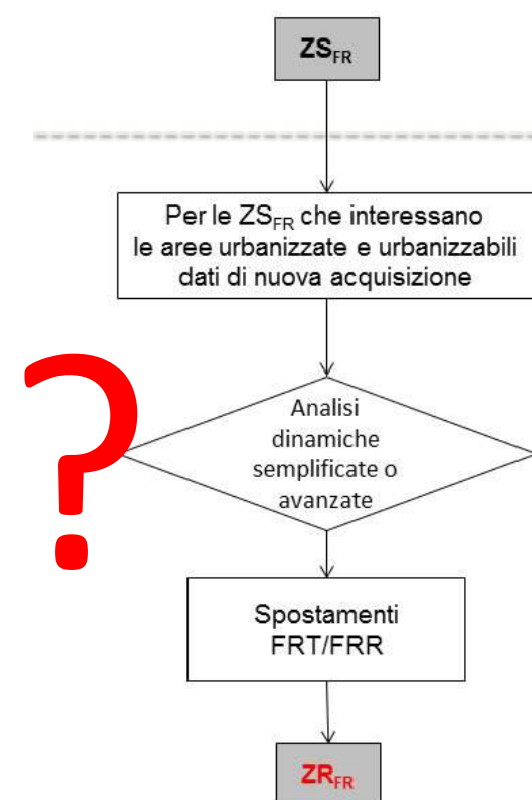 ZSFR
Per le ZSFR che interessano
le aree urbanizzate e urbanizzabili
dati di nuova acquisizione
?
Analisi
dinamiche
semplificate o
avanzate
Spostamenti
FRT/FRR
ZRFR